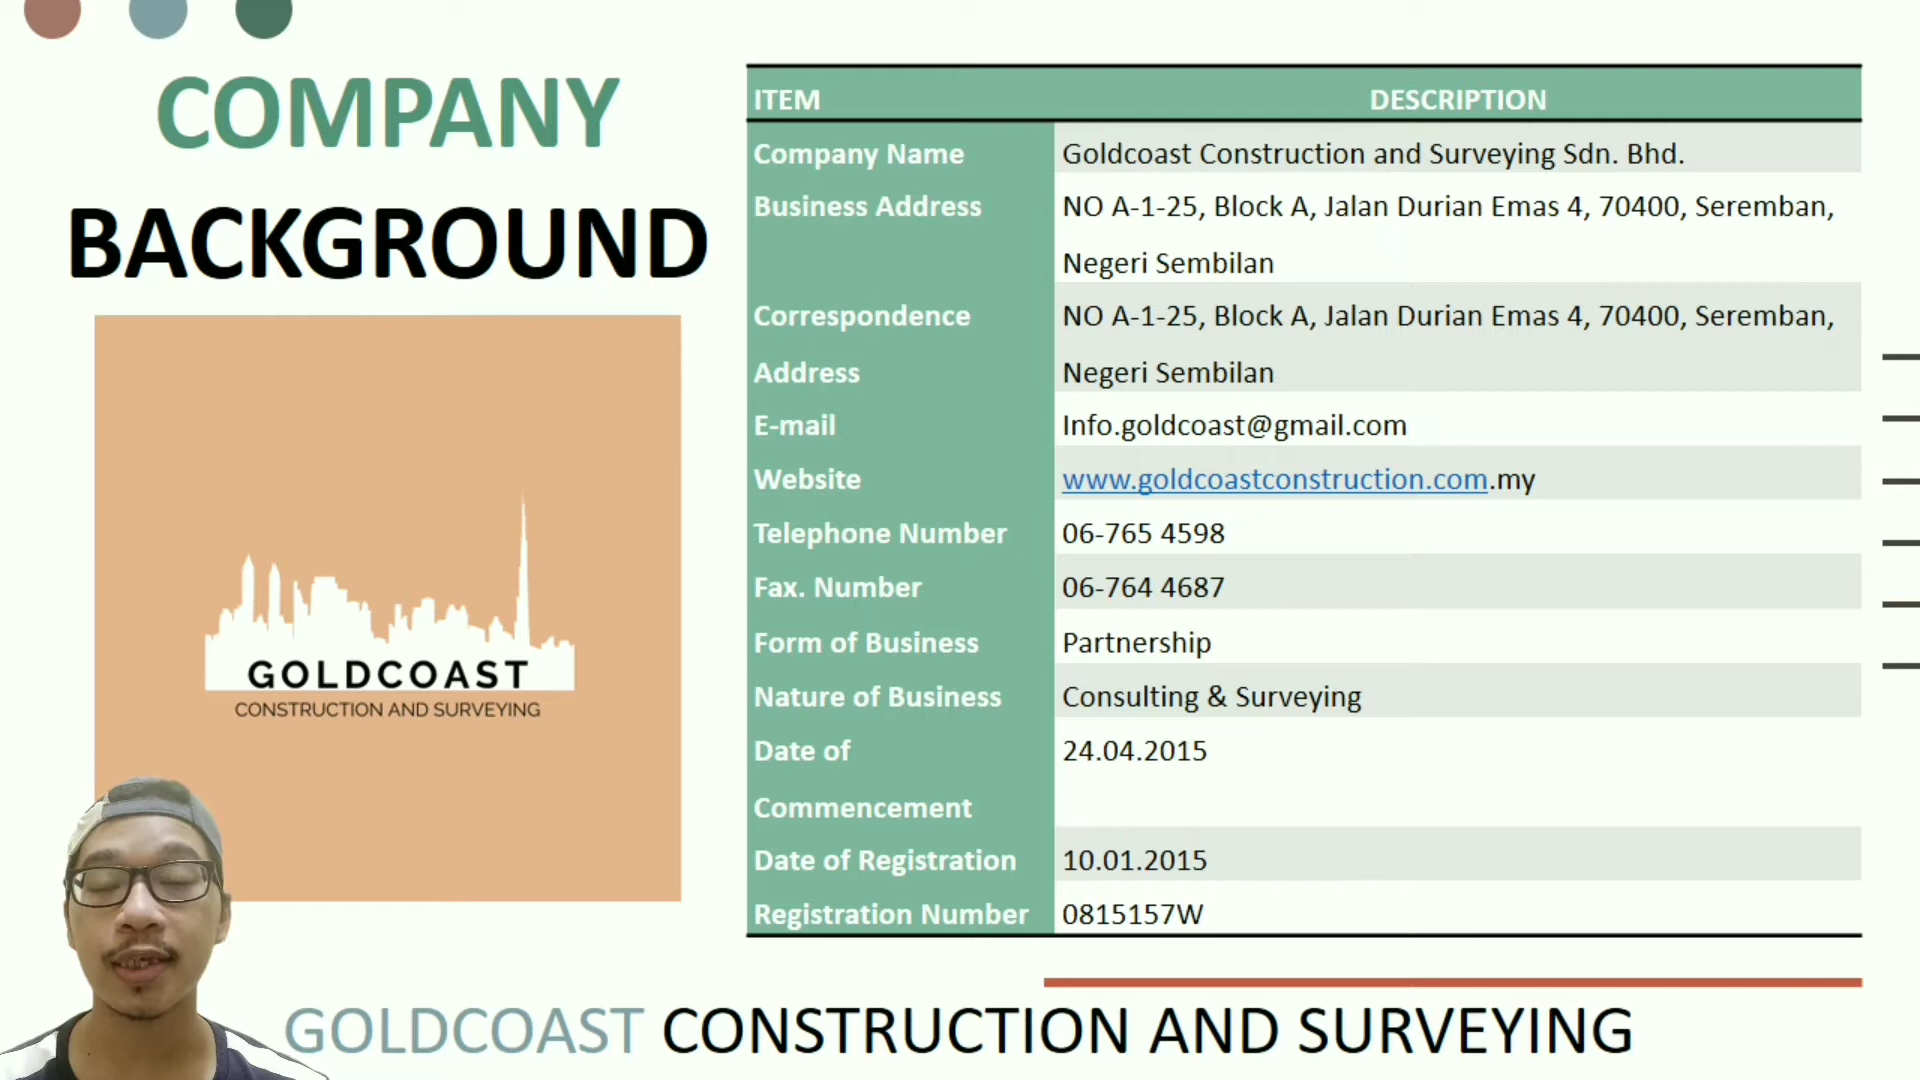 COMPANY
BACKGROUND
GOLDCOAST
CONSTRUCTION AND SURVEYING
ITEM DESCRIPTION
Company Name Goldcoast Construction and Surveying Sdn. Bhd.
Business Address NO A-1-25, Block A, Jalan Durian Emas 4, 70400, Seremban,
Negeri Sembilan
Correspondence NO A-1-25, Block A, Jalan Durian Emas 4, 70400, Seremban,
Address Negeri Sembilan
E-mail Info.goldcoast@gmail.com
Website www.goldcoastconstruction.com.my
Telephone Number 06-765 4598
Fax. Number 06-764 4687
Form of Business Partnership
Nature of Business Consulting & Surveying
Date of 24.04.2015
Commencement
Date of Registration 10.01.2015
Registration Number 0815157W
GOLDCOAST CONSTRUCTION AND SURVEYING